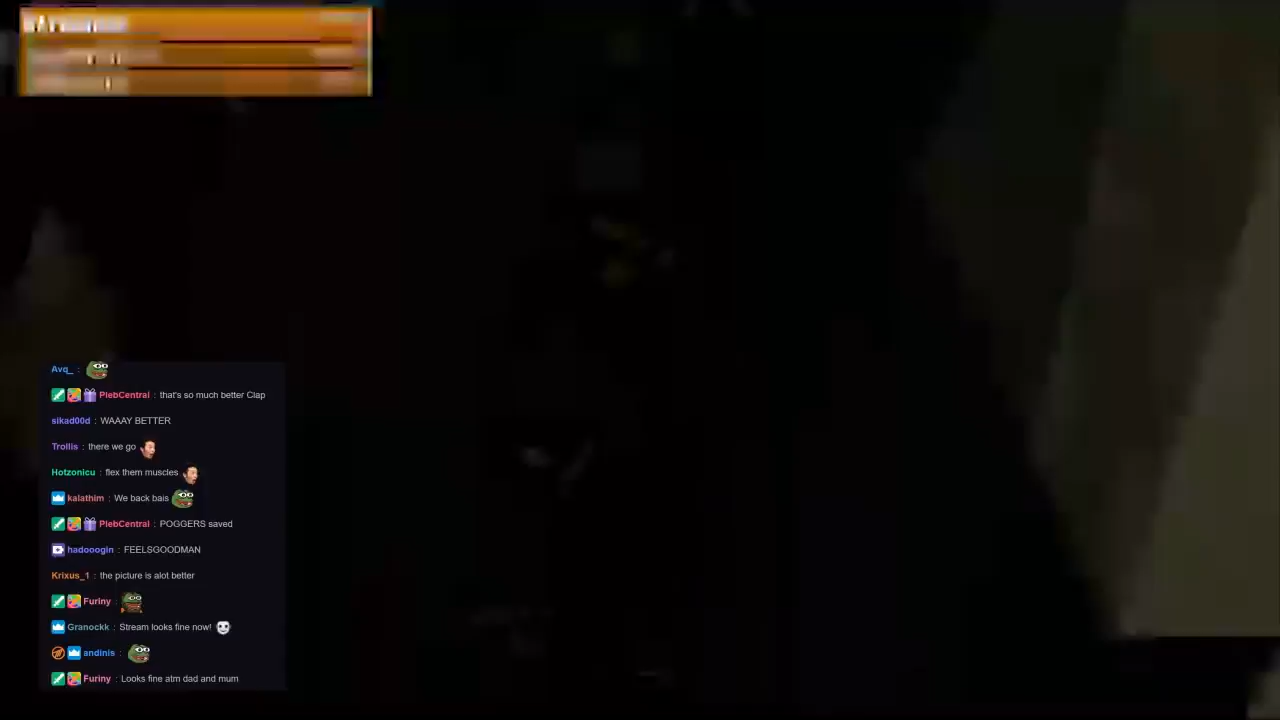 Avq_ :
PlebCentral : that's so much better Clap
sikad00d : WAAAY BETTER
Trollis : there we go
Hotzonicu : flex them muscles
kalathim : We back bais
PlebCentral : POGGERS saved
hadooogin : FEELSGOODMAN
Krixus_1 : the picture is alot better
Furiny :
Granockk : Stream looks fine now!
andinis :
Furiny : Looks fine atm dad and mum